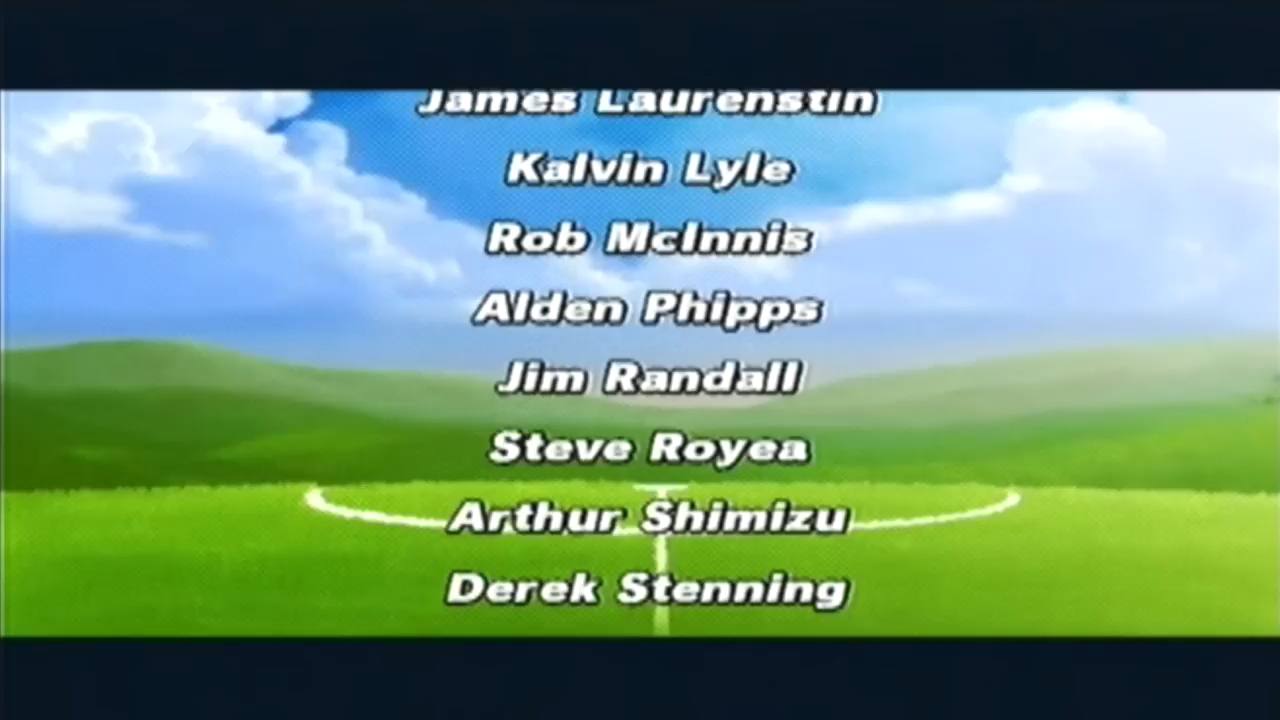 James Laurenstin
Kalvin Lyle
Rob McInnis
Alden Phipps
Jim Randall
Steve Royea
Arthur Shimizu
Derek Stenning